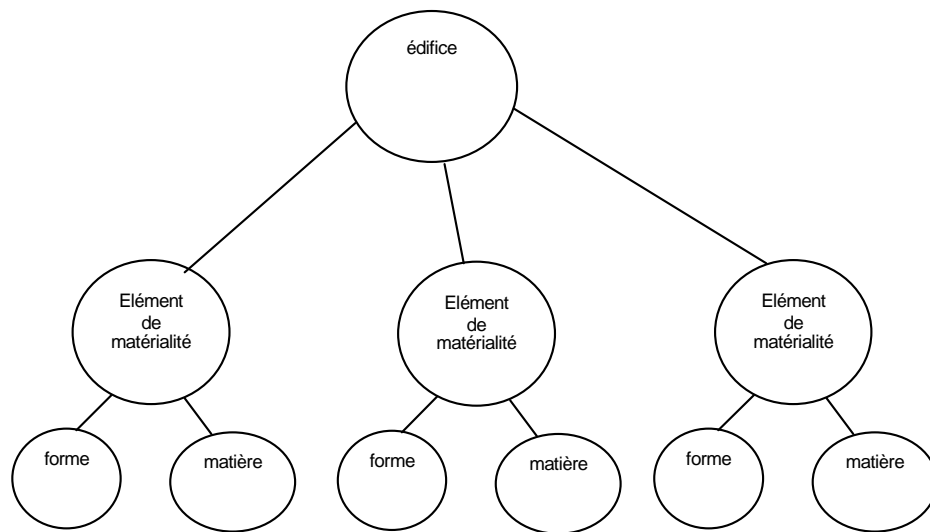 édifice
Elément
de
matérialité
Elément
de
matérialité
Elément
de
matérialité
forme
matière
forme
matière
forme
matière